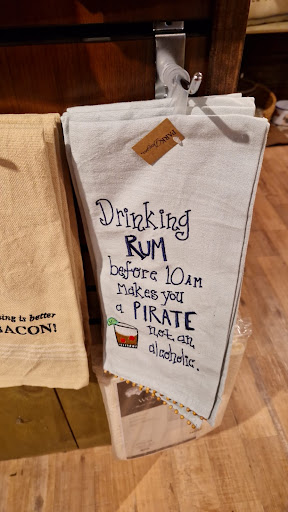 Drinking
RUM
before 10AM
makes you
a PIRATE
not an
alcoholic.
ing is better
BACON!